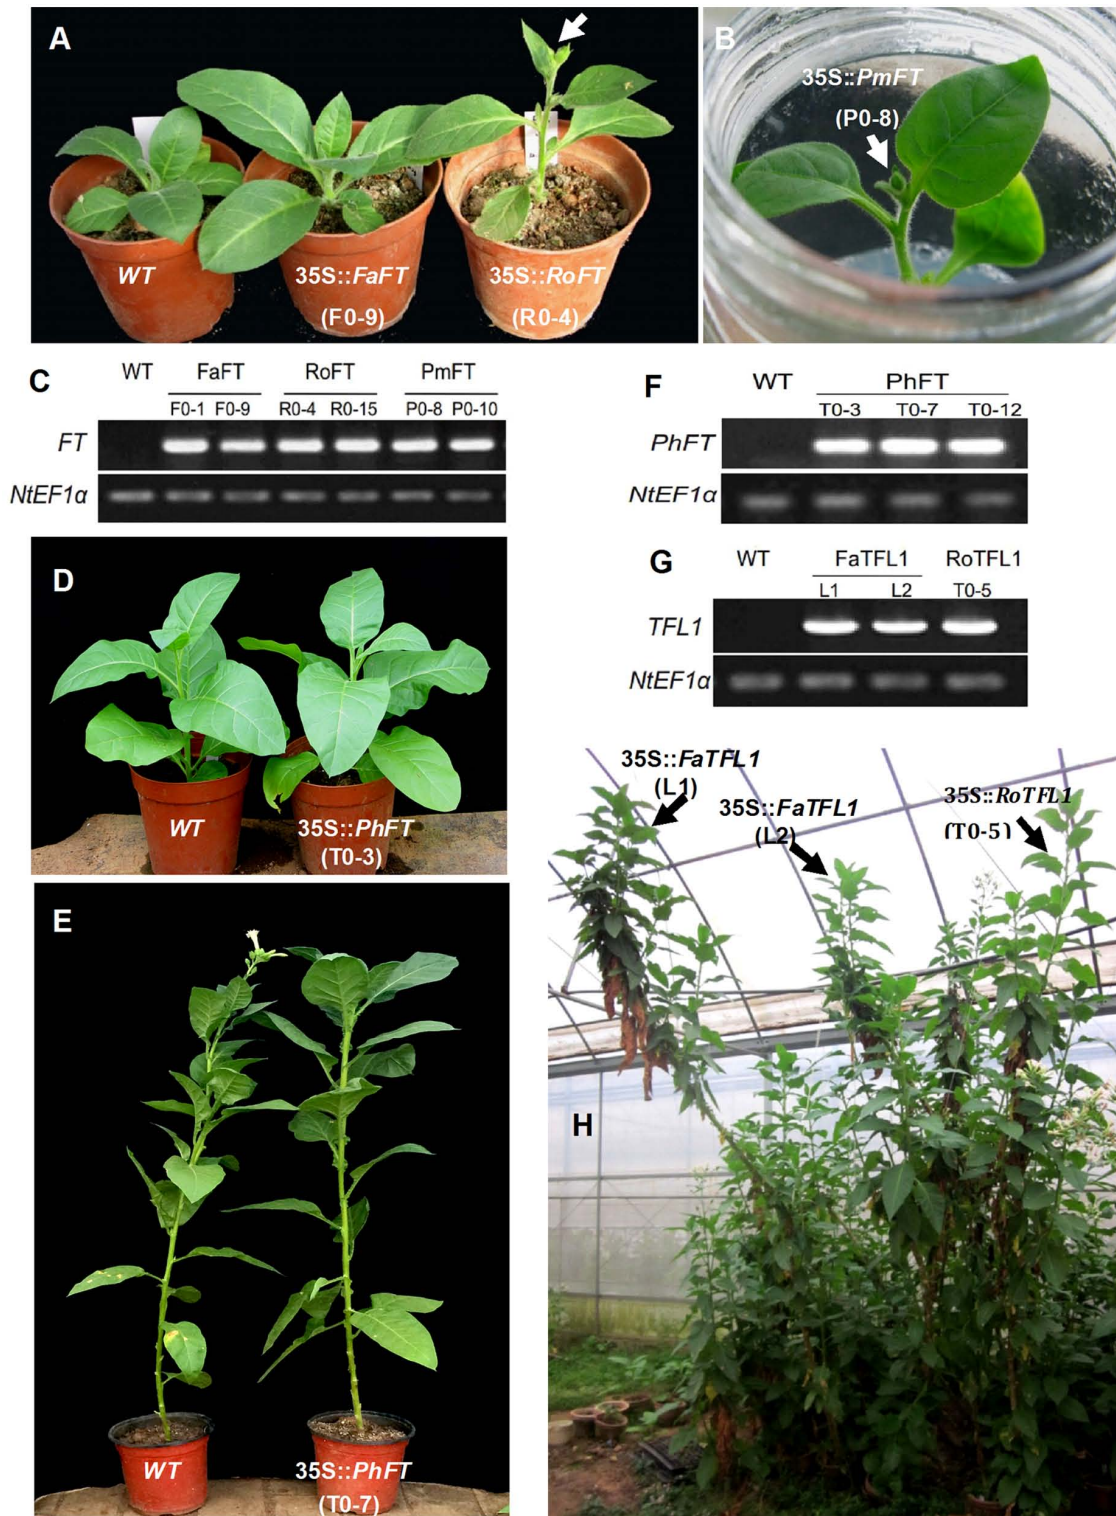 A
WT
35S::FaFT
(F0-9)
35S::RoFT
(R0-4)
B
35S::PmFT
(P0-8)
C
WT FaFT RoFT PmFT
F0-1 F0-9 R0-4 R0-15 P0-8 P0-10
FT
NtEF1α
F
WT PhFT
T0-3 T0-7 T0-12
PhFT
NtEF1α
D
WT
35S::PhFT
(T0-3)
G
WT FaTFL1 RoTFL1
L1 L2 T0-5
TFL1
NtEF1α
E
WT
35S::PhFT
(T0-7)
35S::FaTFL1
(L1)
35S::FaTFL1
(L2)
35S::RoTFL1
(T0-5)
H